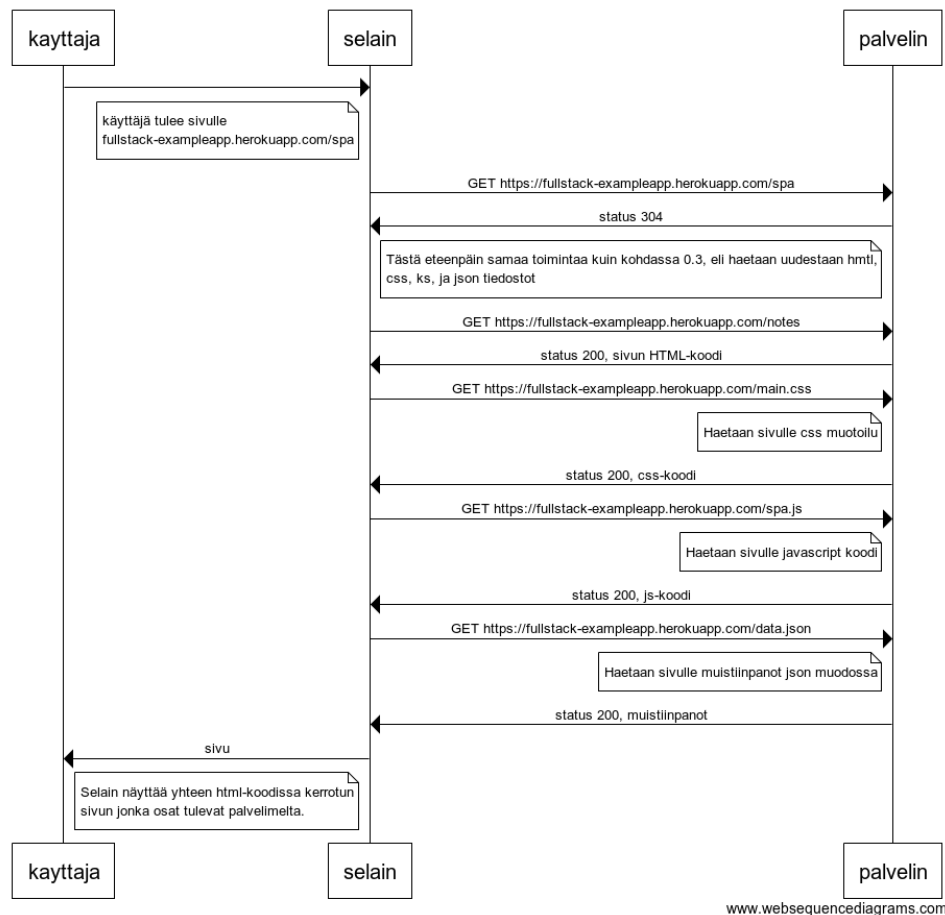 kayttaja
selain
palvelin
käyttäjä tulee sivulle
fullstack-exampleapp.herokuapp.com/spa
GET https://fullstack-exampleapp.herokuapp.com/spa
status 304
Tästä eteenpäin samaa toimintaa kuin kohdassa 0.3, eli haetaan uudestaan hmtl,
css, ks, ja json tiedostot
GET https://fullstack-exampleapp.herokuapp.com/notes
status 200, sivun HTML-koodi
GET https://fullstack-exampleapp.herokuapp.com/main.css
Haetaan sivulle css muotoilu
status 200, css-koodi
GET https://fullstack-exampleapp.herokuapp.com/spa.js
Haetaan sivulle javascript koodi
status 200, js-koodi
GET https://fullstack-exampleapp.herokuapp.com/data.json
Haetaan sivulle muistiinpanot json muodossa
status 200, muistiinpanot
sivu
Selain näyttää yhteen html-koodissa kerrotun
sivun jonka osat tulevat palvelimelta.
kayttaja
selain
palvelin
www.websequencediagrams.com